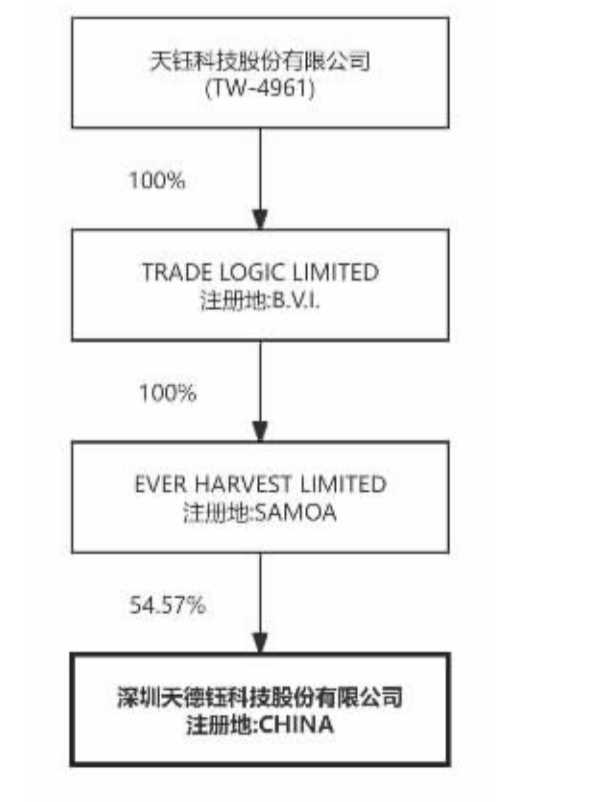 天钰科技股份有限公司
(TW-4961)
100%
TRADE LOGIC LIMITED
注册地:B.V.I.
100%
EVER HARVEST LIMITED
注册地:SAMOA
54.57%
深圳天德钰科技股份有限公司
注册地:CHINA